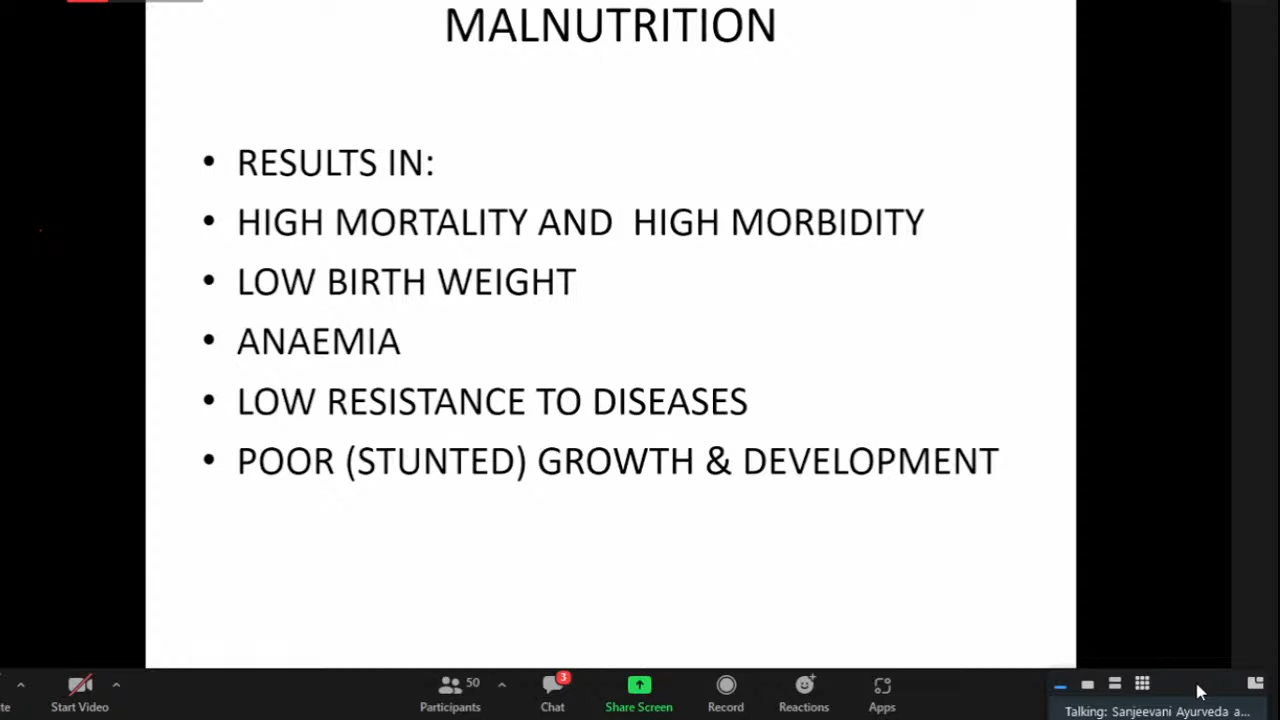 MALNUTRITION
• RESULTS IN:
• HIGH MORTALITY AND HIGH MORBIDITY
• LOW BIRTH WEIGHT
• ANAEMIA
• LOW RESISTANCE TO DISEASES
• POOR (STUNTED) GROWTH & DEVELOPMENT
te Start Video Participants 50 Chat 3 Share Screen Record Reactions Apps
Talking: Sanjeevani Ayurveda a...